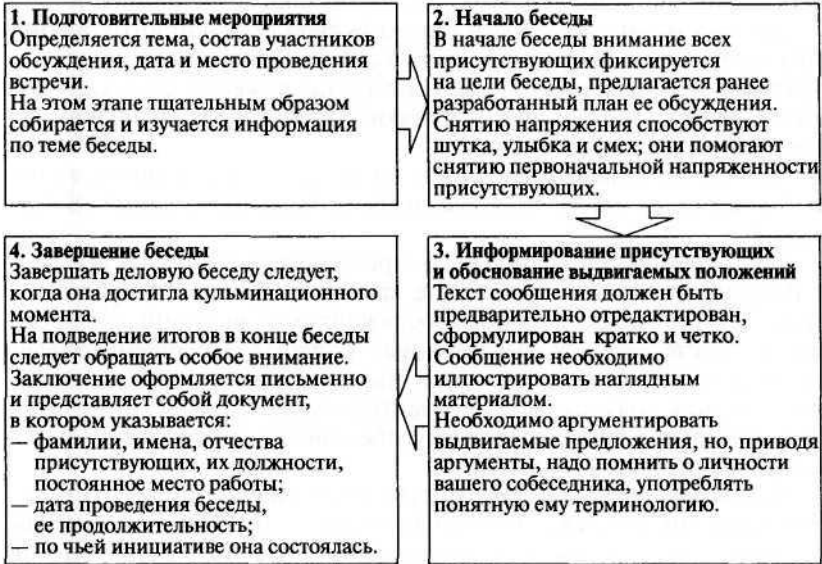 1. Подготовительные мероприятия
Определяется тема, состав участников
обсуждения, дата и место проведения
встречи.
На этом этапе тщательным образом
собирается и изучается информация
по теме беседы.
2. Начало беседы
В начале беседы внимание всех
присутствующих фиксируется
на цели беседы, предлагается ранее
разработанный план ее обсуждения.
Снятию напряжения способствуют
шутка, улыбка и смех; они помогают
снятию первоначальной напряженности
присутствующих.
3. Информирование присутствующих
и обоснование выдвигаемых положений
Текст сообщения должен быть
предварительно отредактирован,
сформулирован кратко и четко.
Сообщение необходимо
иллюстрировать наглядным
материалом.
Необходимо аргументировать
выдвигаемые предложения, но, приводя
аргументы, надо помнить о личности
вашего собеседника, употреблять
понятную ему терминологию.
4. Завершение беседы
Завершать деловую беседу следует,
когда она достигла кульминационного
момента.
На подведение итогов в конце беседы
следует обращать особое внимание.
Заключение оформляется письменно
и представляет собой документ,
в котором указывается:
— фамилии, имена, отчества
присутствующих, их должности,
постоянное место работы;
— дата проведения беседы,
ее продолжительность;
— по чьей инициативе она состоялась.